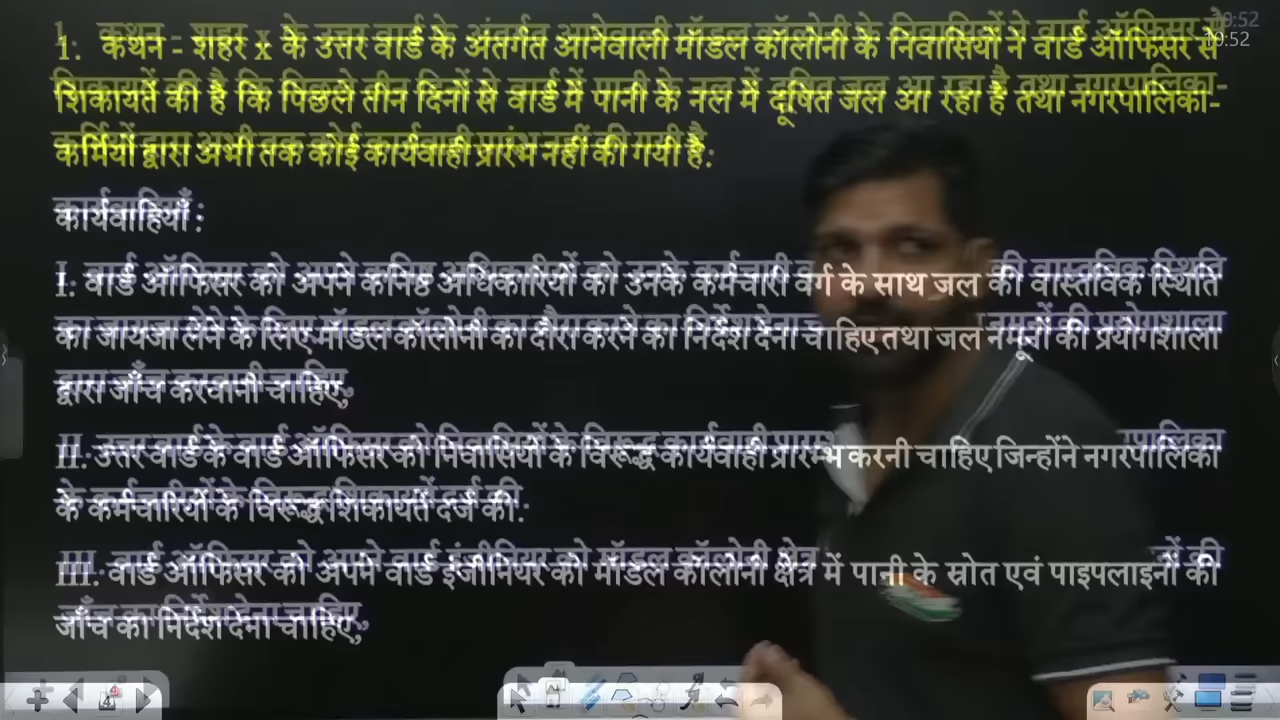 10:52
1. कथन - शहर x के उत्तर वार्ड के अंतर्गत आनेवाली मॉडल कॉलोनी के निवासियों ने वार्ड ऑफिसर से
शिकायतें की है कि पिछले तीन दिनों से वार्ड में पानी के नल में दूषित जल आ रहा है तथा नगरपालिका-
कर्मियों द्वारा अभी तक कोई कार्यवाही प्रारंभ नहीं की गयी है:
कार्यवाहियाँ :
I. वार्ड ऑफिसर को अपने कनिष्ठ अधिकारीयों को उनके कर्मचारी वर्ग के साथ जल की वास्तविक स्थिति
का जायजा लेने के लिए मॉडल कॉलोनी का दौरा करने का निर्देश देना चाहिए तथा जल नमूनों की प्रयोगशाला
द्वारा जाँच करवानी चाहिए,
II. उत्तर वार्ड के वार्ड ऑफिसर को निवासियों के विरूद्ध कार्यवाही प्रारम्भ करनी चाहिए जिन्होंने नगरपालिका
के कर्मचारियों के विरूद्ध शिकायतें दर्ज की:
III. वार्ड ऑफिसर को अपने वार्ड इंजीनियर को मॉडल कॉलोनी क्षेत्र में पानी के स्रोत एवं पाइपलाइनों की
जाँच का निर्देश देना चाहिए,